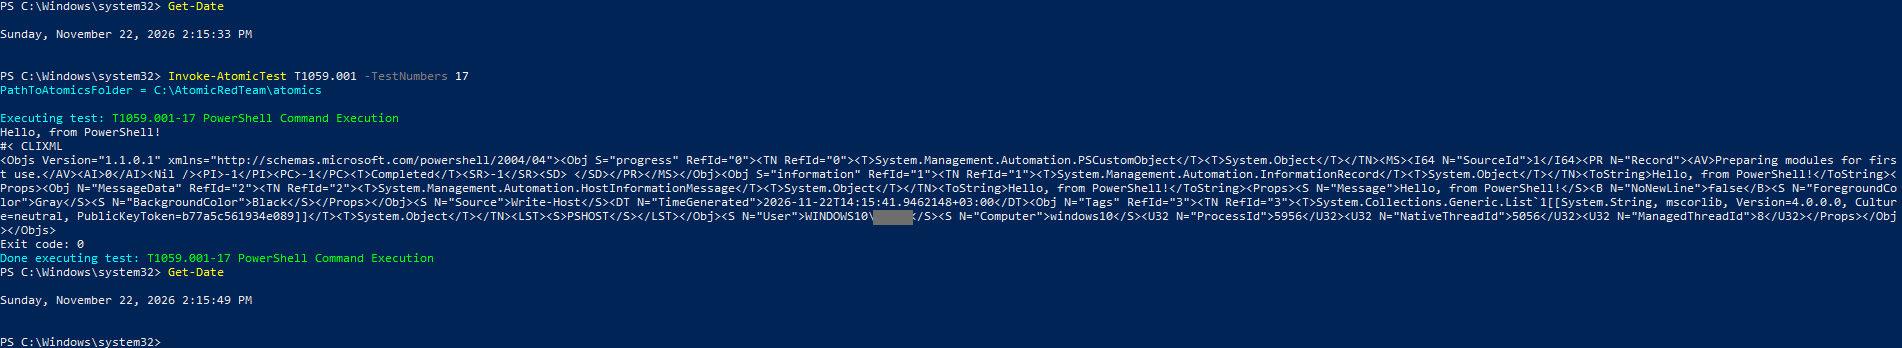 PS C:\Windows\system32> Get-Date
Sunday, November 22, 2026 2:15:33 PM
PS C:\Windows\system32> Invoke-AtomicTest T1059.001 -TestNumbers 17
PathToAtomicsFolder = C:\AtomicRedTeam\atomics
Executing test: T1059.001-17 PowerShell Command Execution
Hello, from PowerShell!
#< CLIXML
<Objs Version="1.1.0.1" xmlns="http://schemas.microsoft.com/powershell/2004/04"><Obj S="progress" RefId="0"><TN RefId="0"><T>System.Management.Automation.PSCustomObject</T><T>System.Object</T></TN><MS><I64 N="SourceId">1</I64><PR N="Record"><AV>Preparing modules for firs
t use.</AV><AI>0</AI><Nil /><PI>-1</PI><PC>-1</PC><T>Completed</T><SR>-1</SR><SD> </SD></PR></MS></Obj><Obj S="information" RefId="1"><TN RefId="1"><T>System.Management.Automation.InformationRecord</T><T>System.Object</T></TN><ToString>Hello, from PowerShell!</ToString><
Props><Obj N="MessageData" RefId="2"><TN RefId="2"><T>System.Management.Automation.HostInformationMessage</T><T>System.Object</T></TN><ToString>Hello, from PowerShell!</ToString><Props><S N="Message">Hello, from PowerShell!</S><B N="NoNewLine">false</B><S N="ForegroundCo
lor">Gray</S><S N="BackgroundColor">Black</S></Props></Obj><S N="Source">Write-Host</S><DT N="TimeGenerated">2026-11-22T14:15:41.9462148+03:00</DT><Obj N="Tags" RefId="3"><TN RefId="3"><T>System.Collections.Generic.List`1[[System.String, mscorlib, Version=4.0.0.0, Cultur
e=neutral, PublicKeyToken=b77a5c561934e089]]</T><T>System.Object</T></TN><LST><S>PSHOST</S></LST></Obj><S N="User">WINDOWS10\</S><S N="Computer">windows10</S><U32 N="ProcessId">5956</U32><U32 N="NativeThreadId">5056</U32><U32 N="ManagedThreadId">8</U32></Props></Obj
></Objs>
Exit code: 0
Done executing test: T1059.001-17 PowerShell Command Execution
PS C:\Windows\system32> Get-Date
Sunday, November 22, 2026 2:15:49 PM
PS C:\Windows\system32>